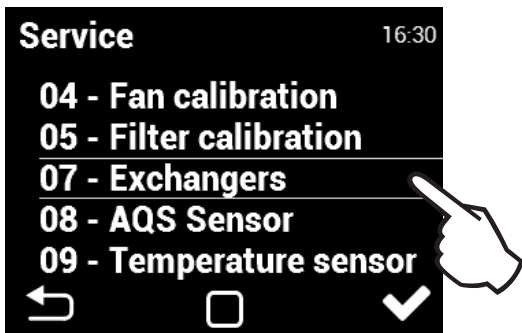 Service
16:30
04 - Fan calibration
05 - Filter calibration
07 - Exchangers
08 - AQS Sensor
09 - Temperature sensor